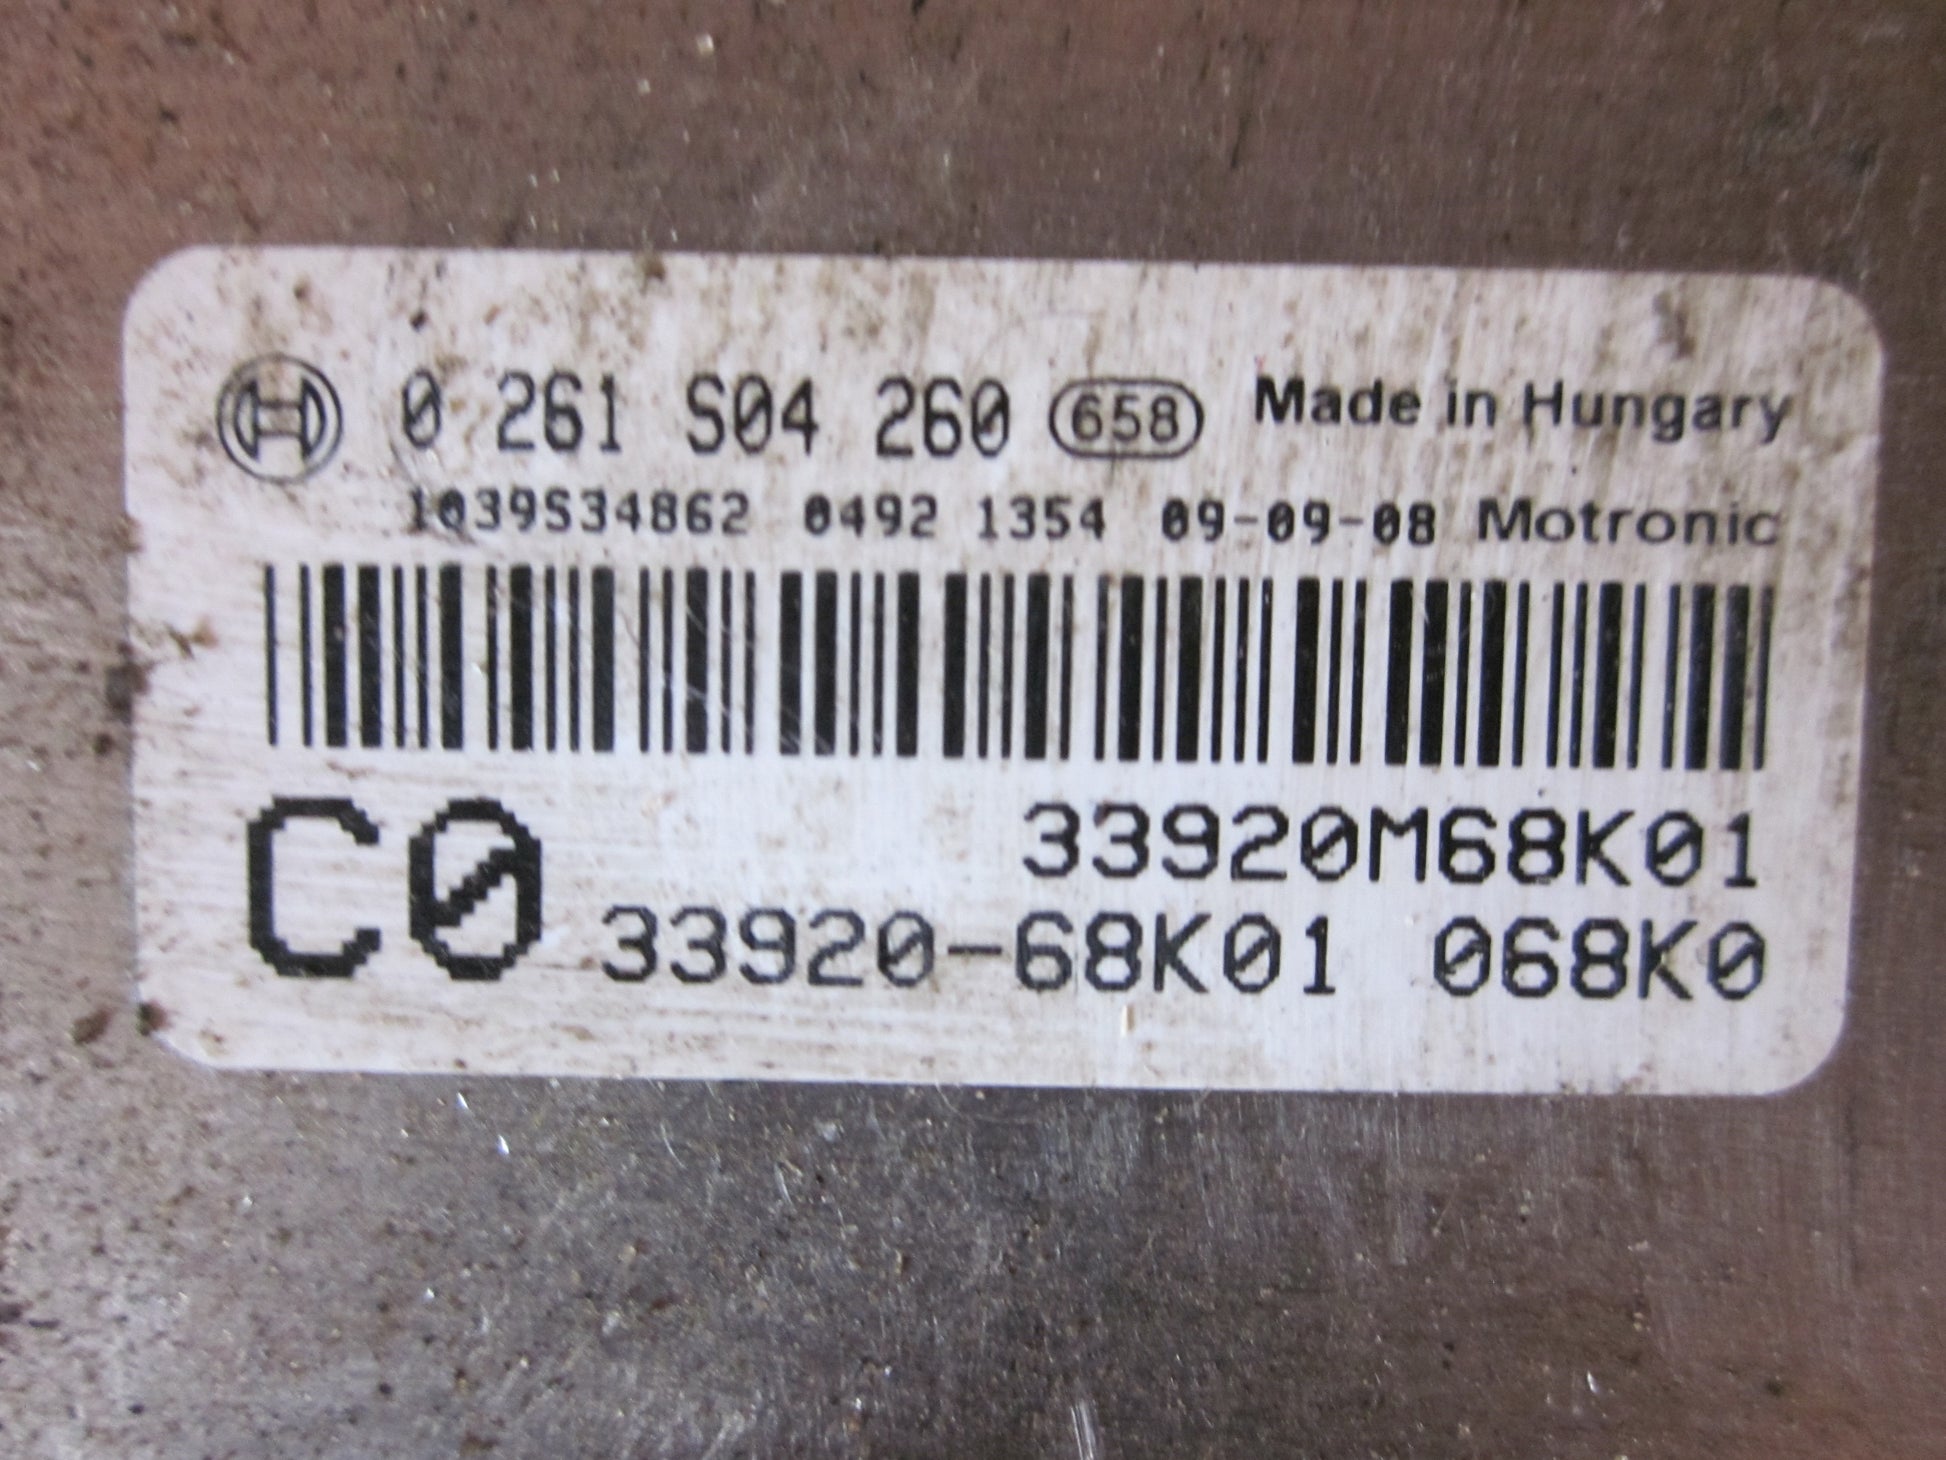 0 261 S04 260 658 Made in Hungary
1039S34862 0492 1354 09-09-08 Motronic
C0 33920M68K01
33920-68K01 068K0